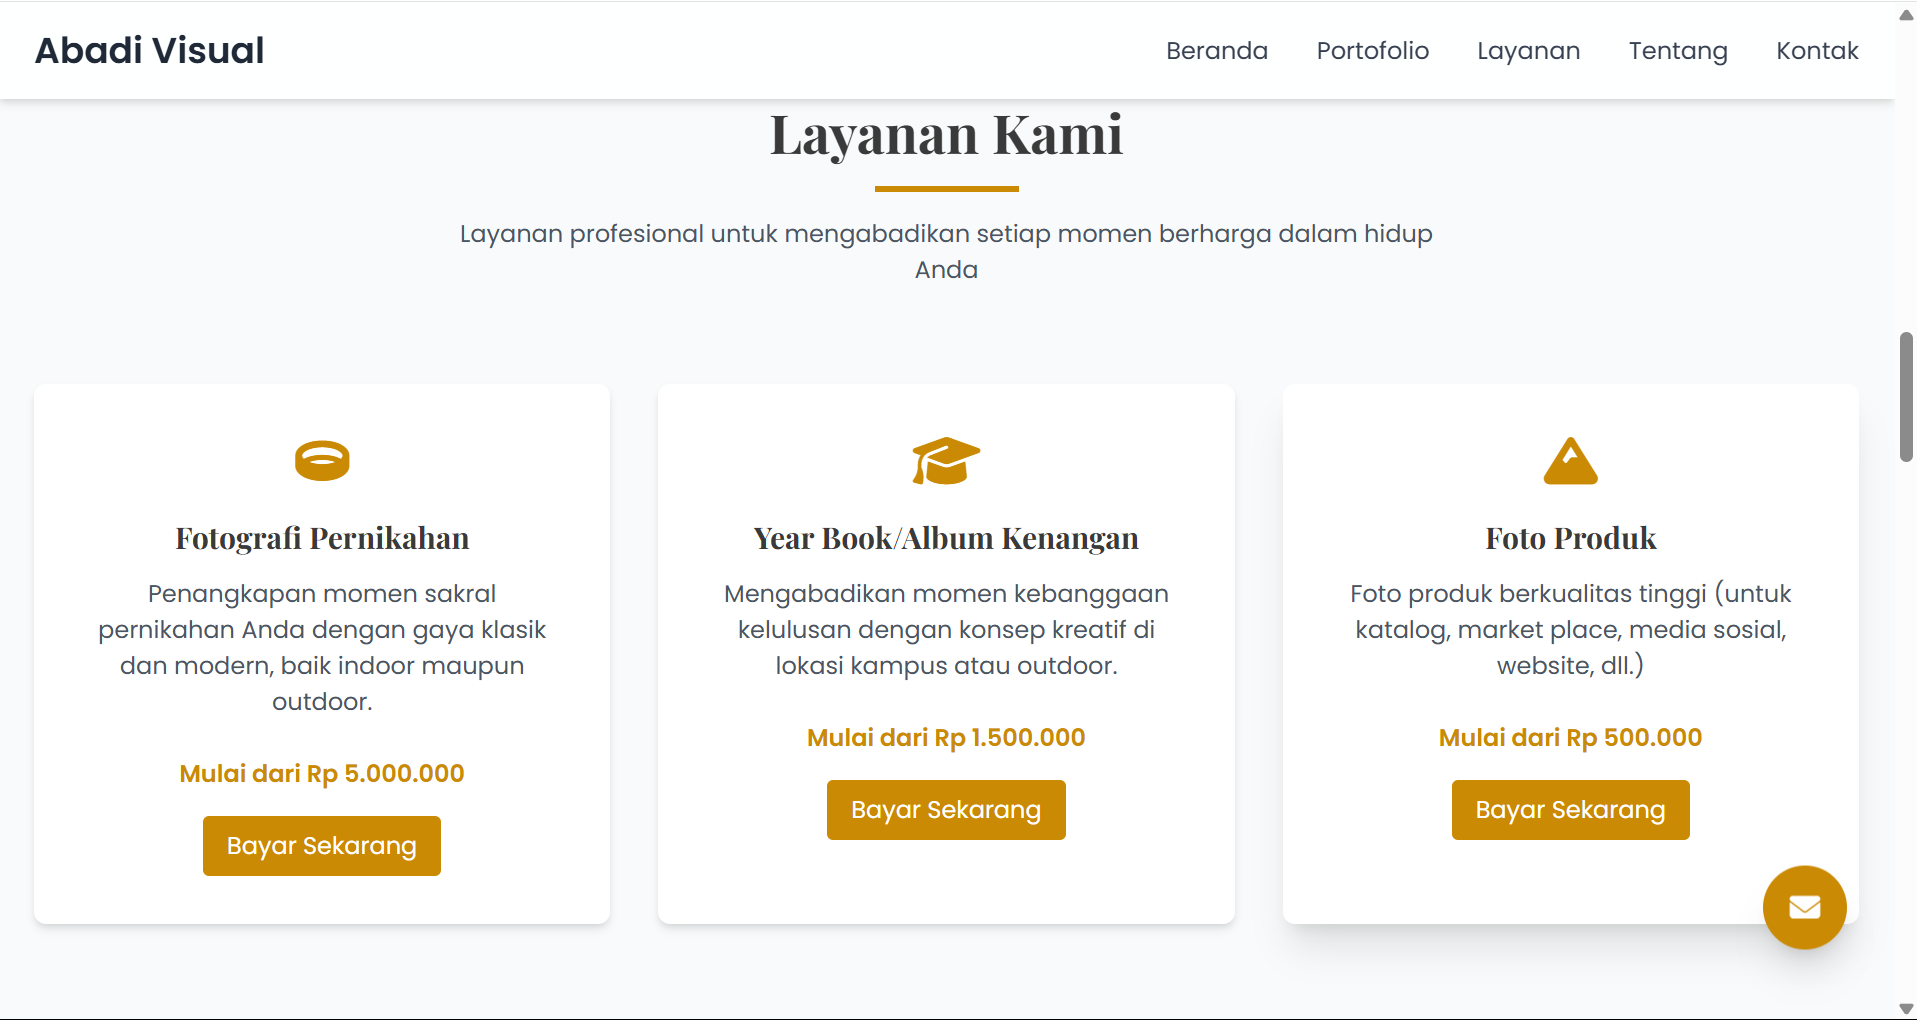 Abadi Visual
Beranda
Portofolio
Layanan
Tentang
Kontak
Layanan Kami
Layanan profesional untuk mengabadikan setiap momen berharga dalam hidup
Anda
Fotografi Pernikahan
Penangkapan momen sakral
pernikahan Anda dengan gaya klasik
dan modern, baik indoor maupun
outdoor.
Mulai dari Rp 5.000.000
Bayar Sekarang
Year Book/Album Kenangan
Mengabadikan momen kebanggaan
kelulusan dengan konsep kreatif di
lokasi kampus atau outdoor.
Mulai dari Rp 1.500.000
Bayar Sekarang
Foto Produk
Foto produk berkualitas tinggi (untuk
katalog, market place, media sosial,
website, dll.)
Mulai dari Rp 500.000
Bayar Sekarang